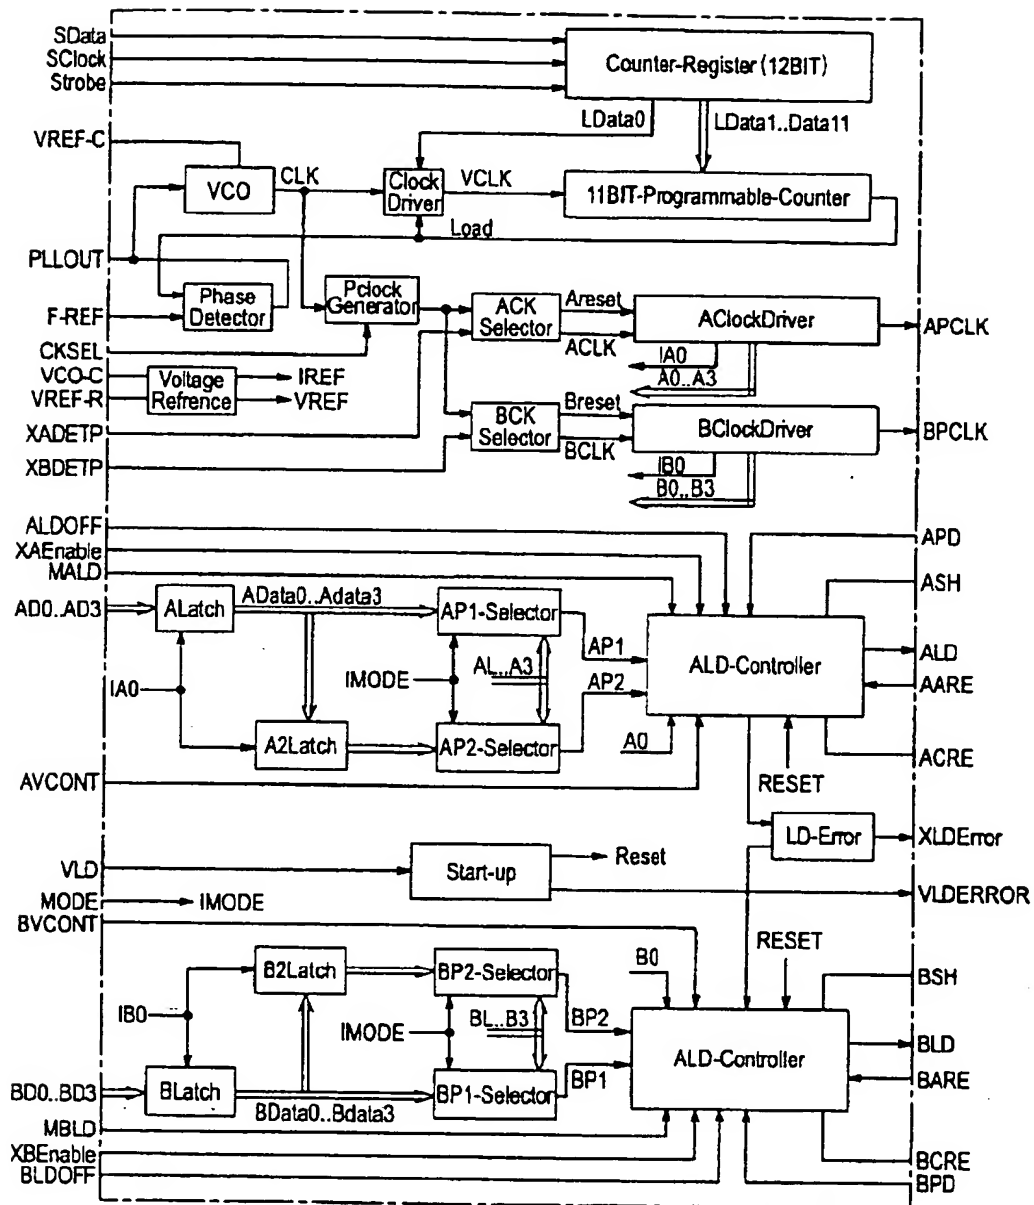 SData
SClock
Strobe
Counter-Register(12BIT)
LData0
LData1..Data11
VREF-C
VCO
CLK
Clock
Driver
VCLK
11BIT-Programmable-Counter
Load
PLLOUT
Phase
Detector
F-REF
Pclock
Generator
ACK
Selector
Areset
ACLK
AClockDriver
APCLK
CKSEL
IA0
A0..A3
VCO-C
VREF-R
Voltage
Refrence
IREF
VREF
BCK
Selector
Breset
BCLK
BClockDriver
BPCLK
XADETP
XBDETP
IB0
B0..B3
ALDOFF
XAEnable
MALD
APD
ASH
AD0..AD3
ALatch
AData0..Adata3
AP1-Selector
AP1
ALD-Controller
ALD
AARE
IA0
IMODE
AL...A3
AP2
A2Latch
AP2-Selector
A0
RESET
ACRE
AVCONT
LD-Error
XLDError
VLD
Start-up
Reset
VLDERROR
MODE
IMODE
BVCONT
RESET
B0
B2Latch
BP2-Selector
BSH
IB0
IMODE
BL..B3
BP2
ALD-Controller
BLD
BP1
BARE
BD0..BD3
BLatch
BData0..Bdata3
BP1-Selector
MBLD
XBEnable
BLDOFF
BCRE
BPD